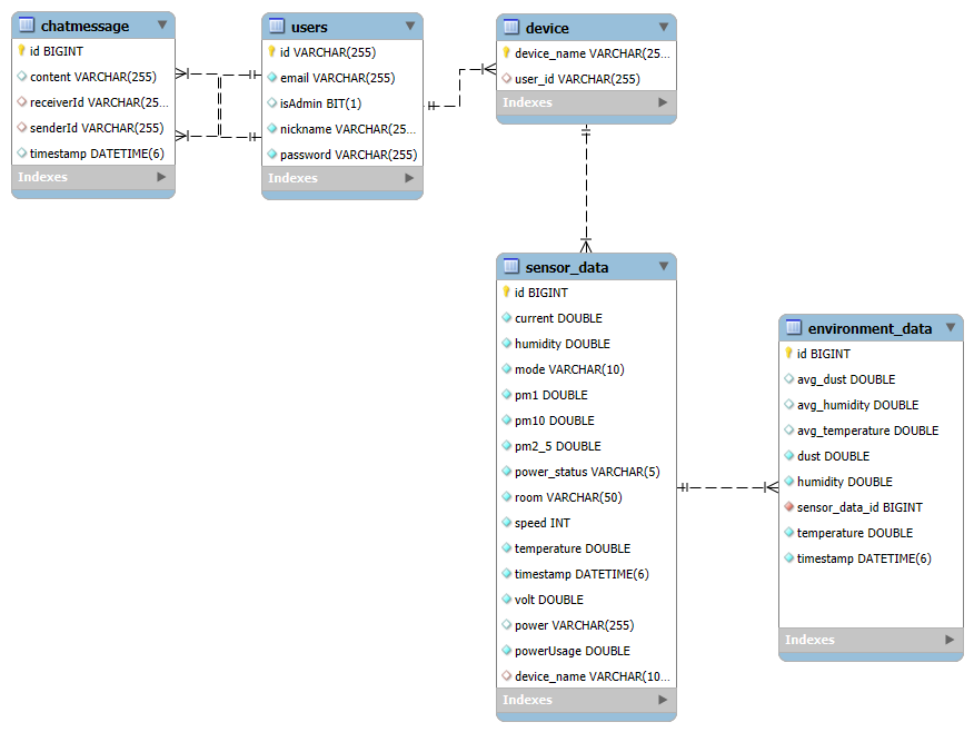 chatmessage
id BIGINT
content VARCHAR(255)
receiverId VARCHAR(25...
senderId VARCHAR(255)
timestamp DATETIME(6)
Indexes
users
id VARCHAR(255)
email VARCHAR(255)
isAdmin BIT(1)
nickname VARCHAR(25...
password VARCHAR(255)
Indexes
device
device_name VARCHAR(25...
user_id VARCHAR(255)
Indexes
sensor_data
id BIGINT
current DOUBLE
humidity DOUBLE
mode VARCHAR(10)
pm1 DOUBLE
pm10 DOUBLE
pm2_5 DOUBLE
power_status VARCHAR(5)
room VARCHAR(50)
speed INT
temperature DOUBLE
timestamp DATETIME(6)
volt DOUBLE
power VARCHAR(255)
powerUsage DOUBLE
device_name VARCHAR(10...
Indexes
environment_data
id BIGINT
avg_dust DOUBLE
avg_humidity DOUBLE
avg_temperature DOUBLE
dust DOUBLE
humidity DOUBLE
sensor_data_id BIGINT
temperature DOUBLE
timestamp DATETIME(6)
Indexes